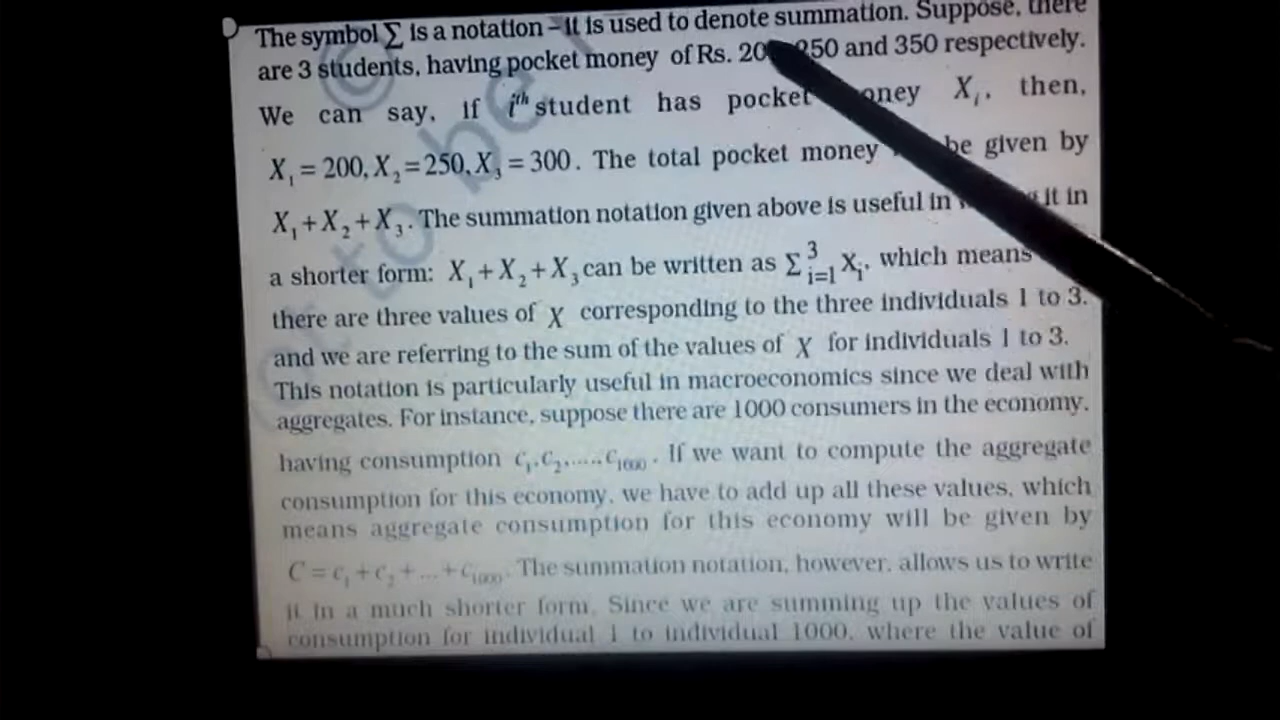 The symbol ∑ is a notation – it is used to denote summation. Suppose, there
are 3 students, having pocket money of Rs. 20 250 and 350 respectively.
We can say, if iᵗʰ student has pocket Xᵢ, then,
X₁ = 200, X₂ = 250, X₃ = 300. The total pocket money be given by
X₁ + X₂ + X₃. The summation notation given above is useful in it in
a shorter form: X₁ + X₂ + X₃ can be written as Σ³ᵢ₌₁ Xᵢ, which means
there are three values of X corresponding to the three individuals 1 to 3.
and we are referring to the sum of the values of X for individuals 1 to 3.
This notation is particularly useful in macroeconomics since we deal with
aggregates. For instance, suppose there are 1000 consumers in the economy,
having consumption c₁, c₂, ..... c₁₀₀₀. If we want to compute the aggregate
consumption for this economy, we have to add up all these values, which
means aggregate consumption for this economy will be given by
C = c₁ + c₂ + ... + c₁₀₀₀. The summation notation, however, allows us to write
it in a much shorter form. Since we are summing up the values of
consumption for individual 1 to individual 1000, where the value of